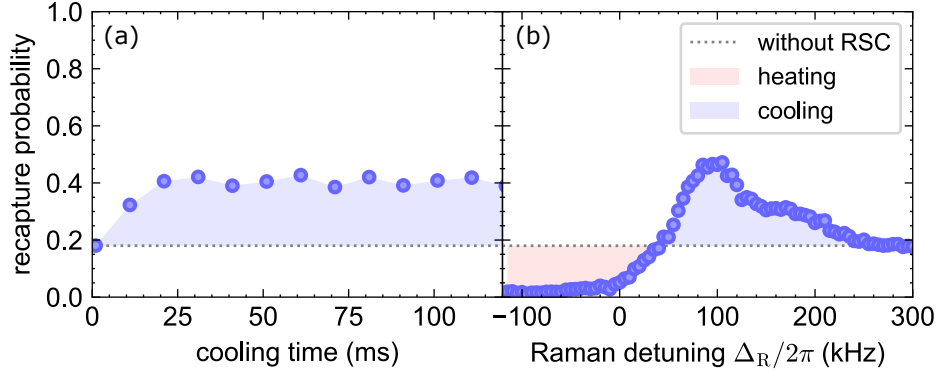 (a)
(b)
without RSC
heating
cooling
recapture probability
1.0
0.8
0.6
0.4
0.2
0.0
0 25 50 75 100
−100 0 100 200 300
cooling time (ms)
Raman detuning Δ_R/2π (kHz)